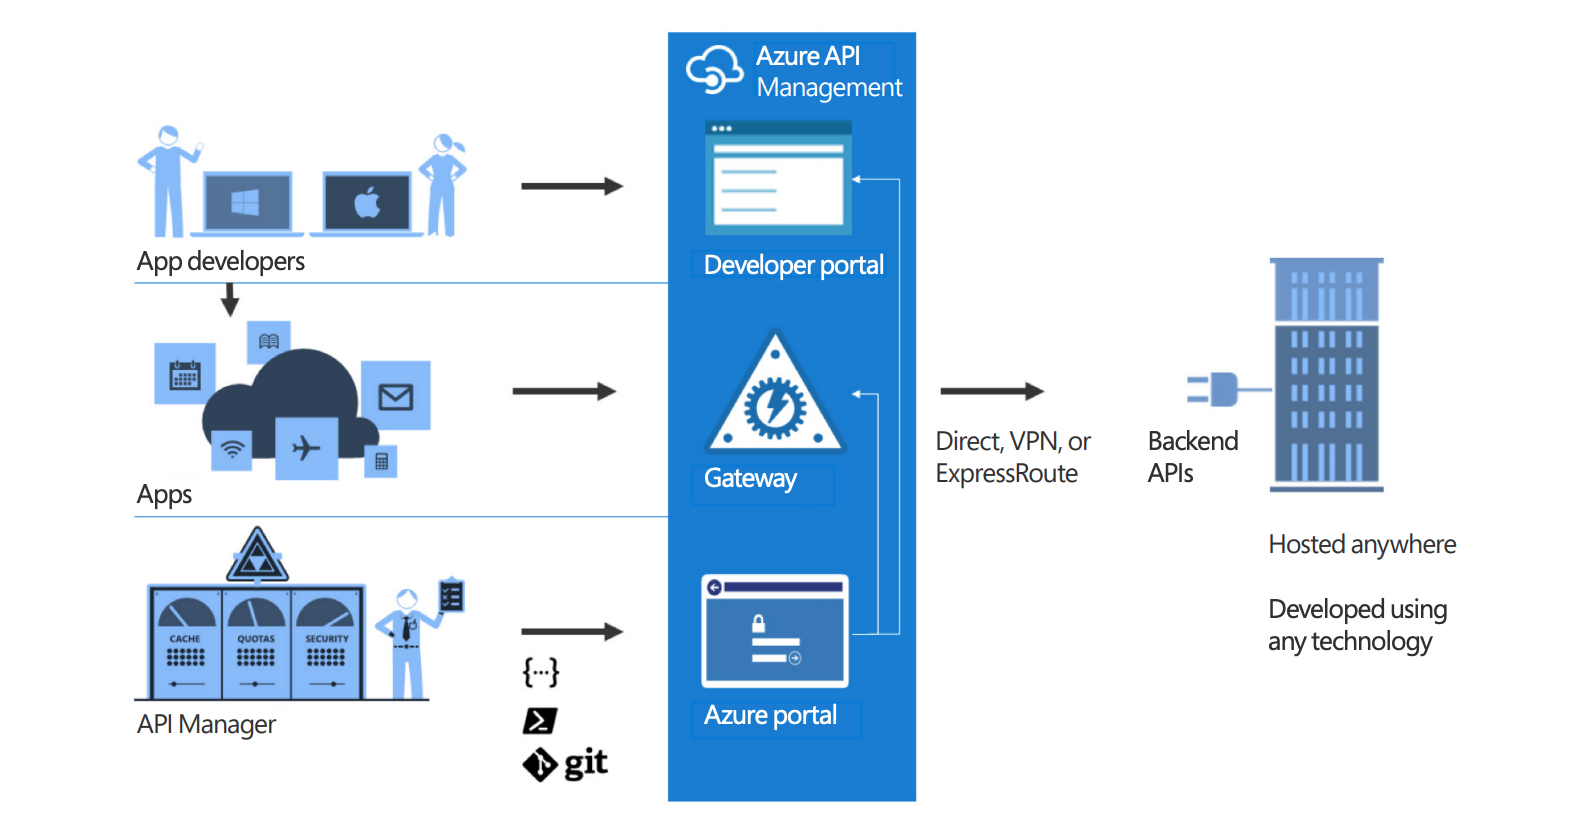 Azure API
Management
App developers
Developer portal
Apps
Gateway
Direct, VPN, or
ExpressRoute
Backend
APIs
Hosted anywhere
Developed using
any technology
CACHE
QUOTAS
SECURITY
API Manager
{···}
git
Azure portal